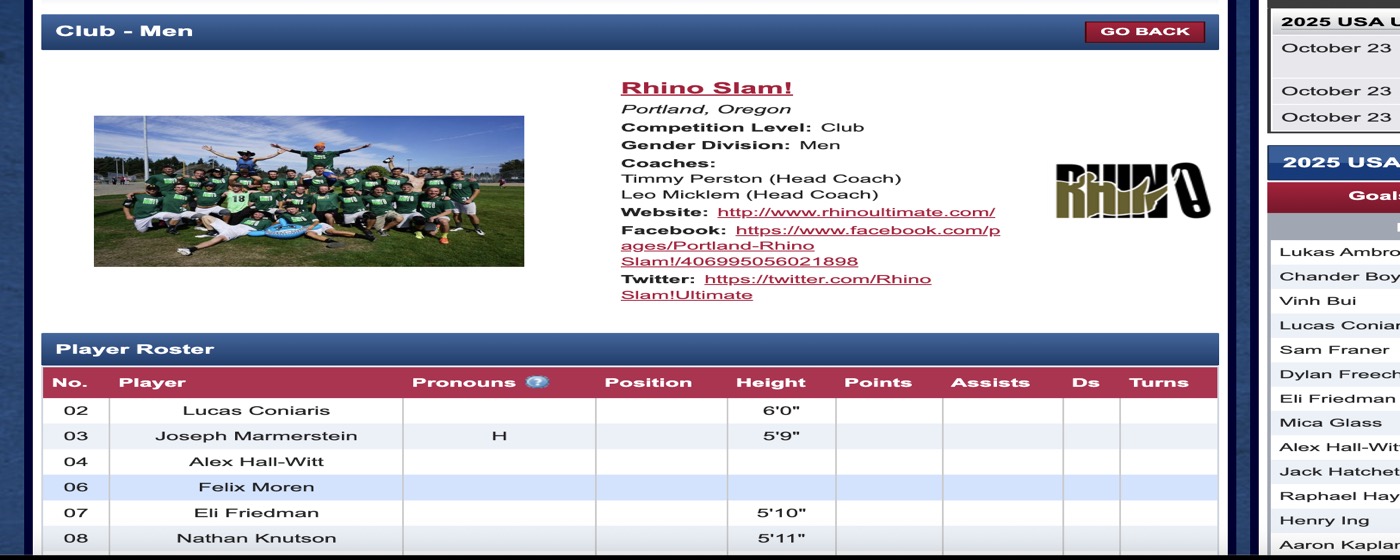 Club - Men
GO BACK
Rhino Slam!
Portland, Oregon
Competition Level: Club
Gender Division: Men
Coaches:
Timmy Perston (Head Coach)
Leo Micklem (Head Coach)
Website: http://www.rhinoultimate.com/
Facebook: https://www.facebook.com/p
ages/Portland-Rhino
Slam!/406995056021898
Twitter: https://twitter.com/Rhino
Slam!Ultimate
RHINO
18
Player Roster
No. Player Pronouns ? Position Height Points Assists Ds Turns
02 Lucas Coniaris 6'0"
03 Joseph Marmerstein H 5'9"
04 Alex Hall-Witt
06 Felix Moren
07 Eli Friedman 5'10"
08 Nathan Knutson 5'11"
2025 USA U
October 23
October 23
October 23
2025 USA
Goals
Lukas Ambro
Chander Boy
Vinh Bui
Lucas Coniar
Sam Franer
Dylan Freech
Eli Friedman
Mica Glass
Alex Hall-Wit
Jack Hatchet
Raphael Hay
Henry Ing
Aaron Kaplan